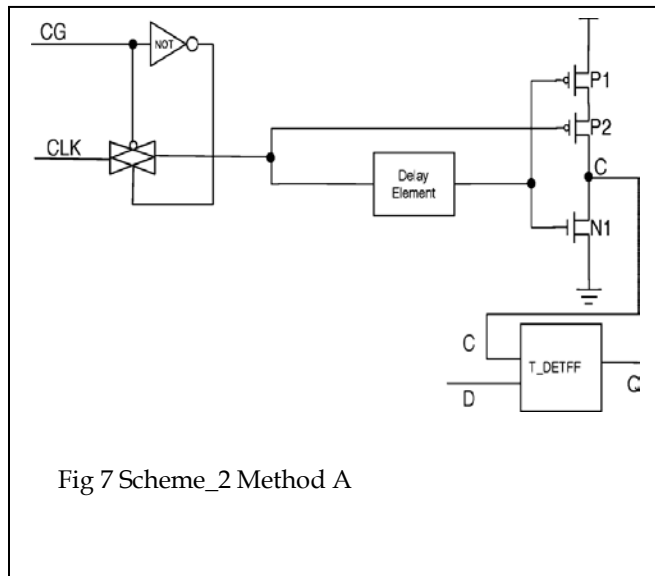 CG
NOT
CLK
Delay
Element
P1
P2
C
N1
C
T_DETFF
D
Q
Fig 7 Scheme_2 Method A